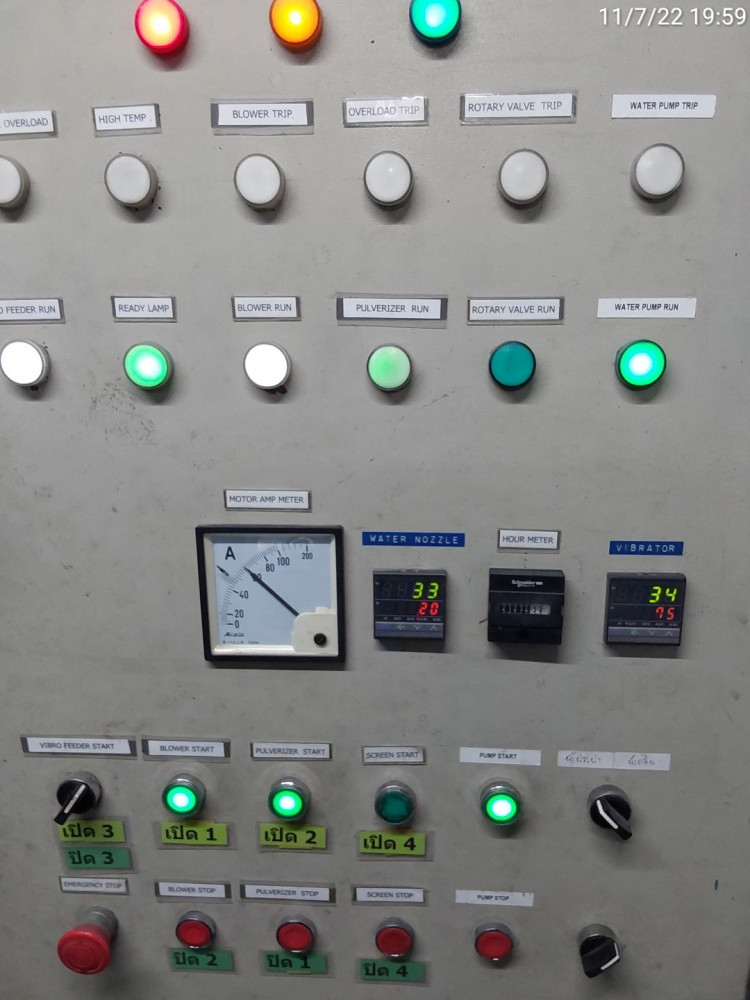 11/7/22 19:59
OVERLOAD
HIGH TEMP .
BLOWER TRIP
OVERLOAD TRIP
ROTARY VALVE TRIP
WATER PUMP TRIP
O FEEDER RUN
READY LAMP
BLOWER RUN
PULVERIZER RUN
ROTARY VALVE RUN
WATER PUMP RUN
MOTOR AMP METER
WATER NOZZLE
HOUR METER
VIBRATOR
A
0
20
40
60
80
100
200
33
20
Schneider
34
75
VIBRO FEEDER START
BLOWER START
PULVERIZER START
SCREEN START
PUMP START
เปิด 3
เปิด 1
เปิด 2
เปิด 4
ปิด 3
EMERGENCY STOP
BLOWER STOP
PULVERIZER STOP
SCREEN STOP
PUMP STOP
ปิด 2
ปิด 1
ปิด 4